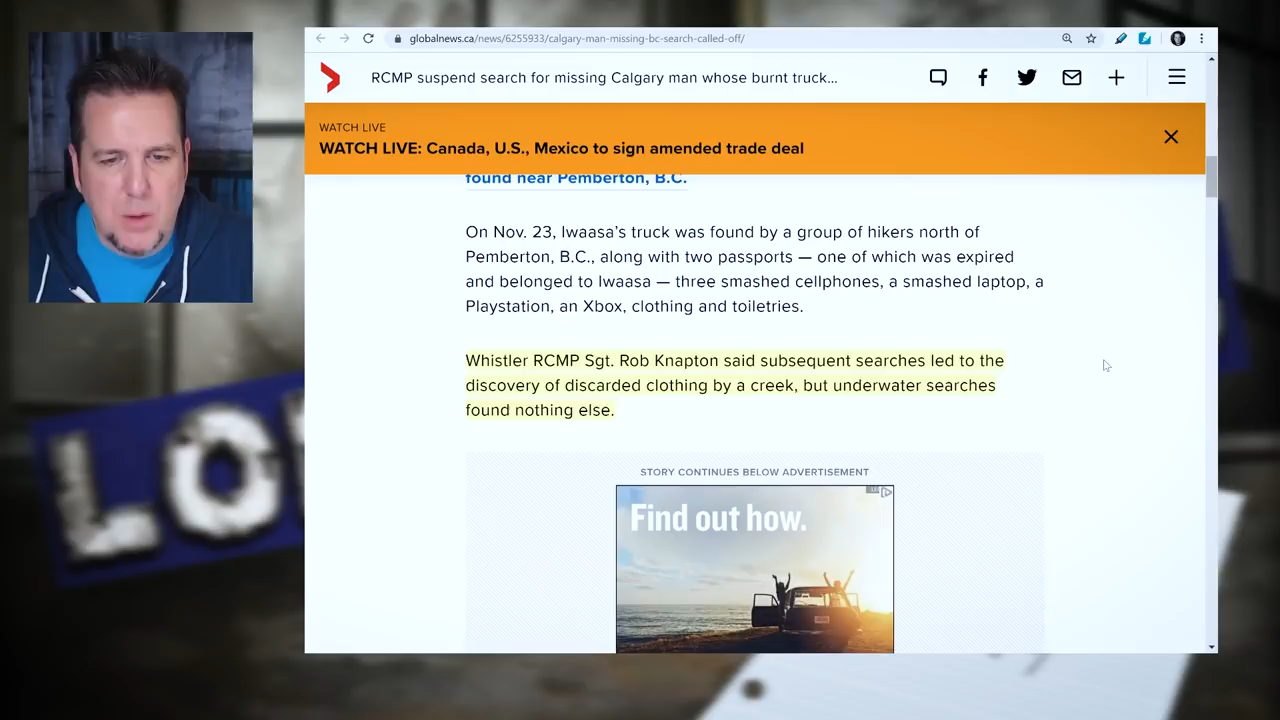 globalnews.ca/news/6255933/calgary-man-missing-bc-search-called-off/
RCMP suspend search for missing Calgary man whose burnt truck...
WATCH LIVE
WATCH LIVE: Canada, U.S., Mexico to sign amended trade deal
found near Pemberton, B.C.
On Nov. 23, Iwaasa's truck was found by a group of hikers north of
Pemberton, B.C., along with two passports — one of which was expired
and belonged to Iwaasa — three smashed cellphones, a smashed laptop, a
Playstation, an Xbox, clothing and toiletries.
Whistler RCMP Sgt. Rob Knapton said subsequent searches led to the
discovery of discarded clothing by a creek, but underwater searches
found nothing else.
STORY CONTINUES BELOW ADVERTISEMENT
Find out how.
LO